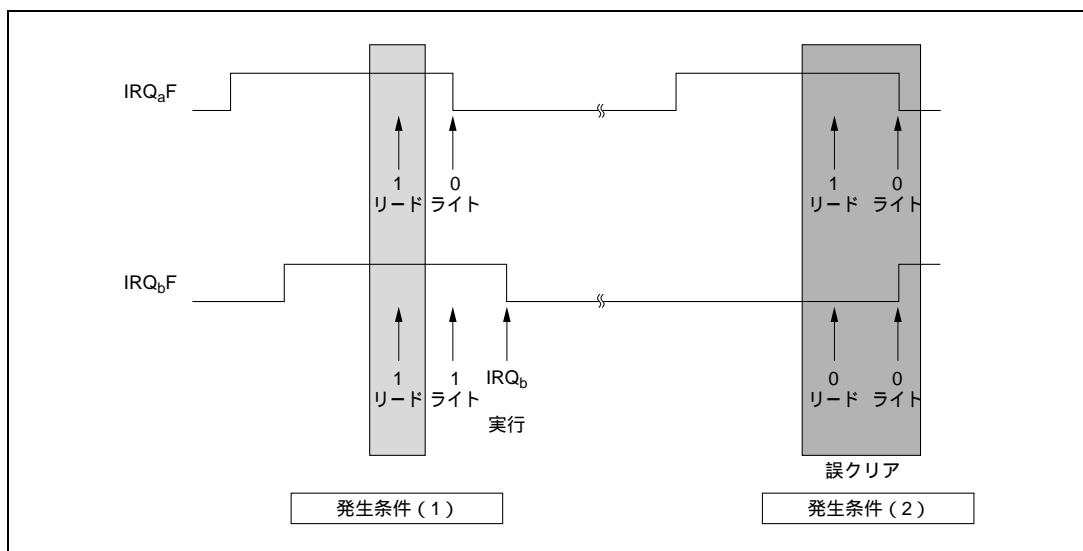 IRQaF
1 0 1 0
リード ライト リード ライト
IRQbF
1 1 IRQb 0 0
リード ライト リード ライト
実行
誤クリア
発生条件(1) 発生条件(2)